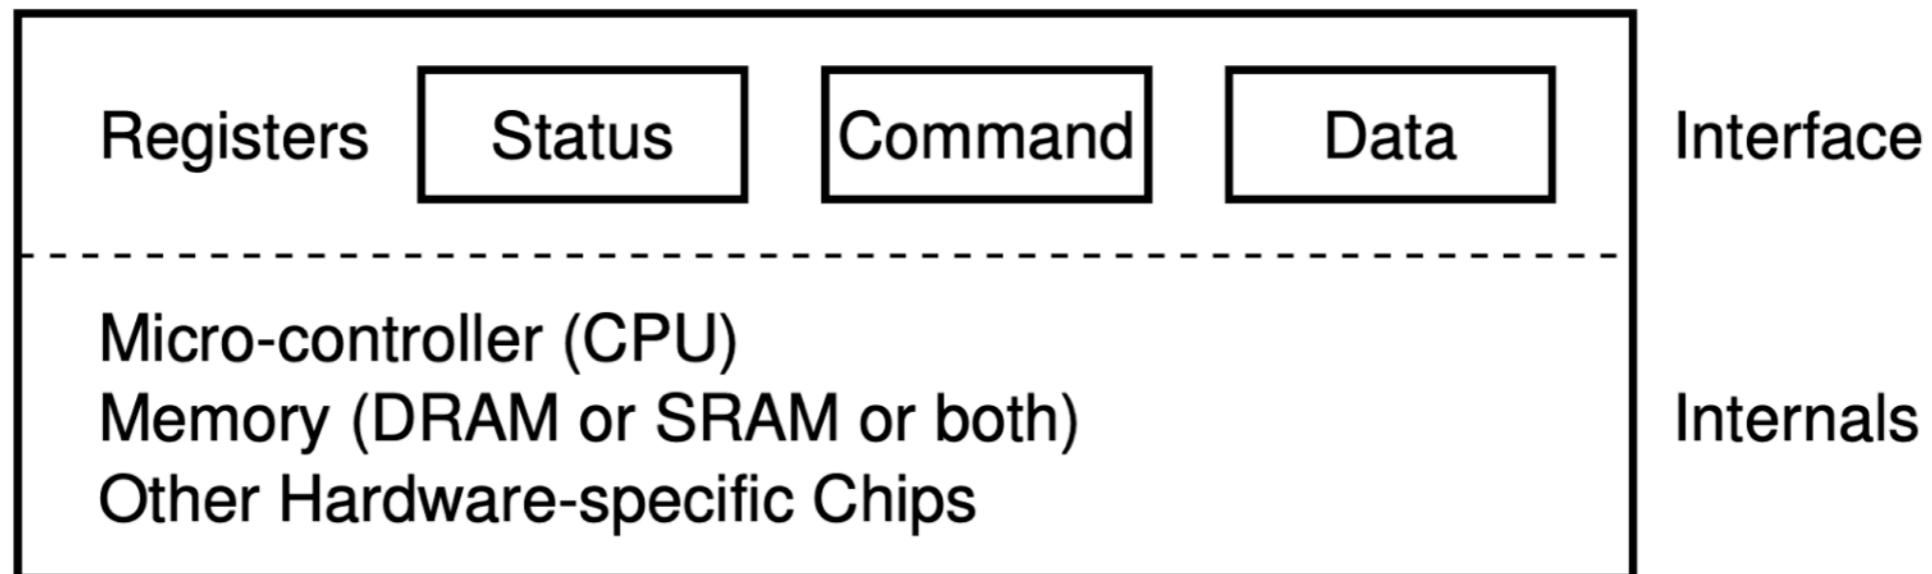 Registers Status Command Data Interface
Micro-controller (CPU)
Memory (DRAM or SRAM or both) Internals
Other Hardware-specific Chips